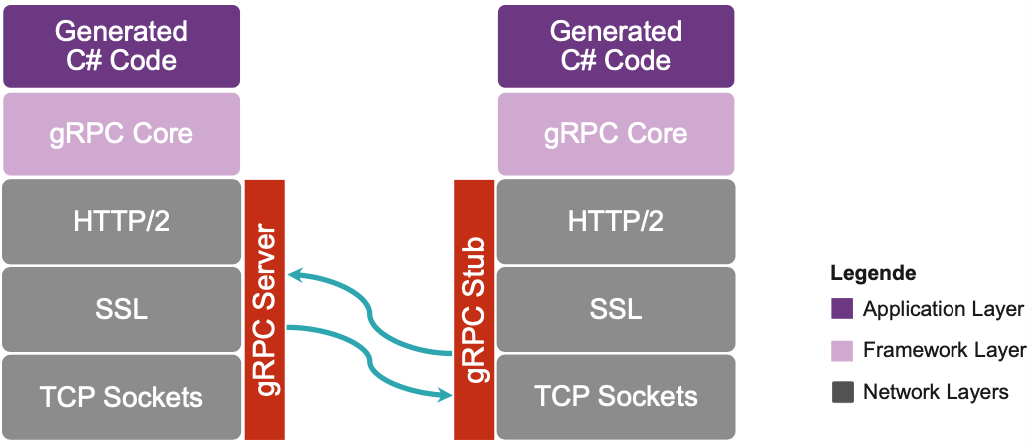 Generated
C# Code
gRPC Core
HTTP/2
SSL
TCP Sockets
gRPC Server
gRPC Stub
Generated
C# Code
gRPC Core
HTTP/2
SSL
TCP Sockets
Legende
Application Layer
Framework Layer
Network Layers